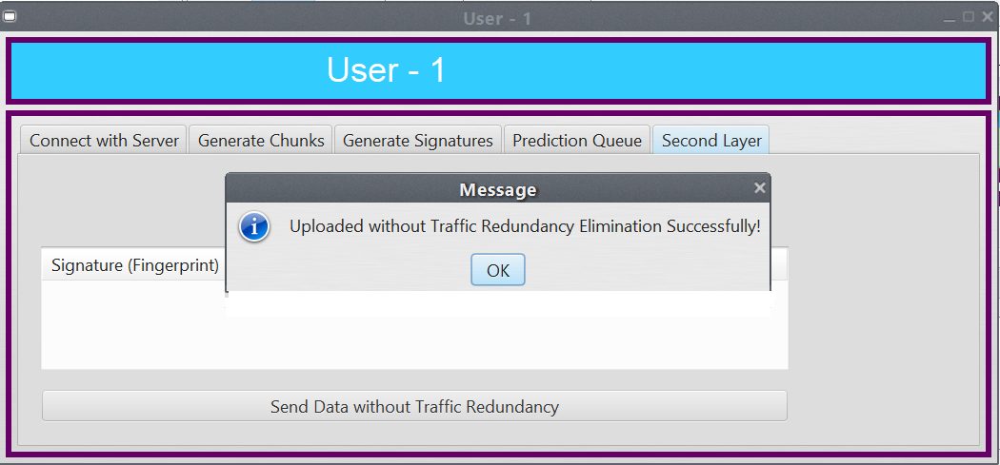 User - 1
User - 1
Connect with Server Generate Chunks Generate Signatures Prediction Queue Second Layer
Message
Uploaded without Traffic Redundancy Elimination Successfully!
OK
Signature (Fingerprint)
Send Data without Traffic Redundancy